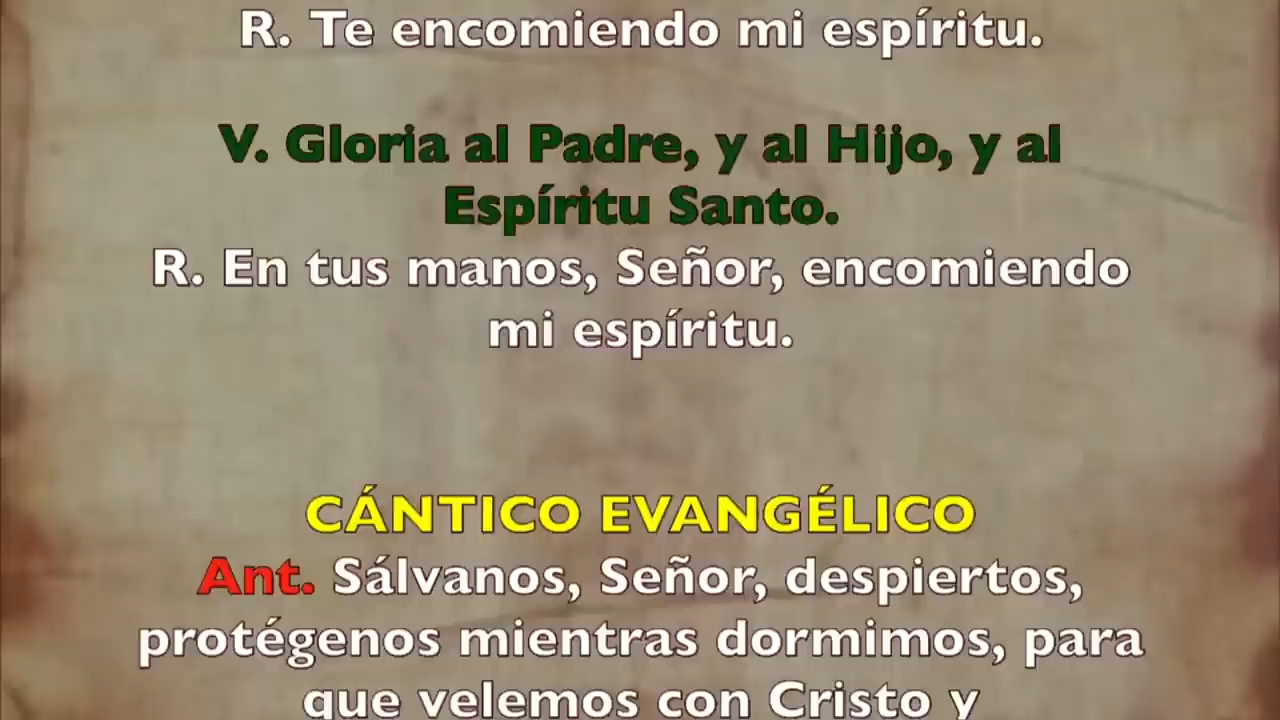 R. Te encomiendo mi espíritu.
V. Gloria al Padre, y al Hijo, y al
Espíritu Santo.
R. En tus manos, Señor, encomiendo
mi espíritu.
CÁNTICO EVANGÉLICO
Ant. Sálvanos, Señor, despiertos,
protégenos mientras dormimos, para
que velemos con Cristo y